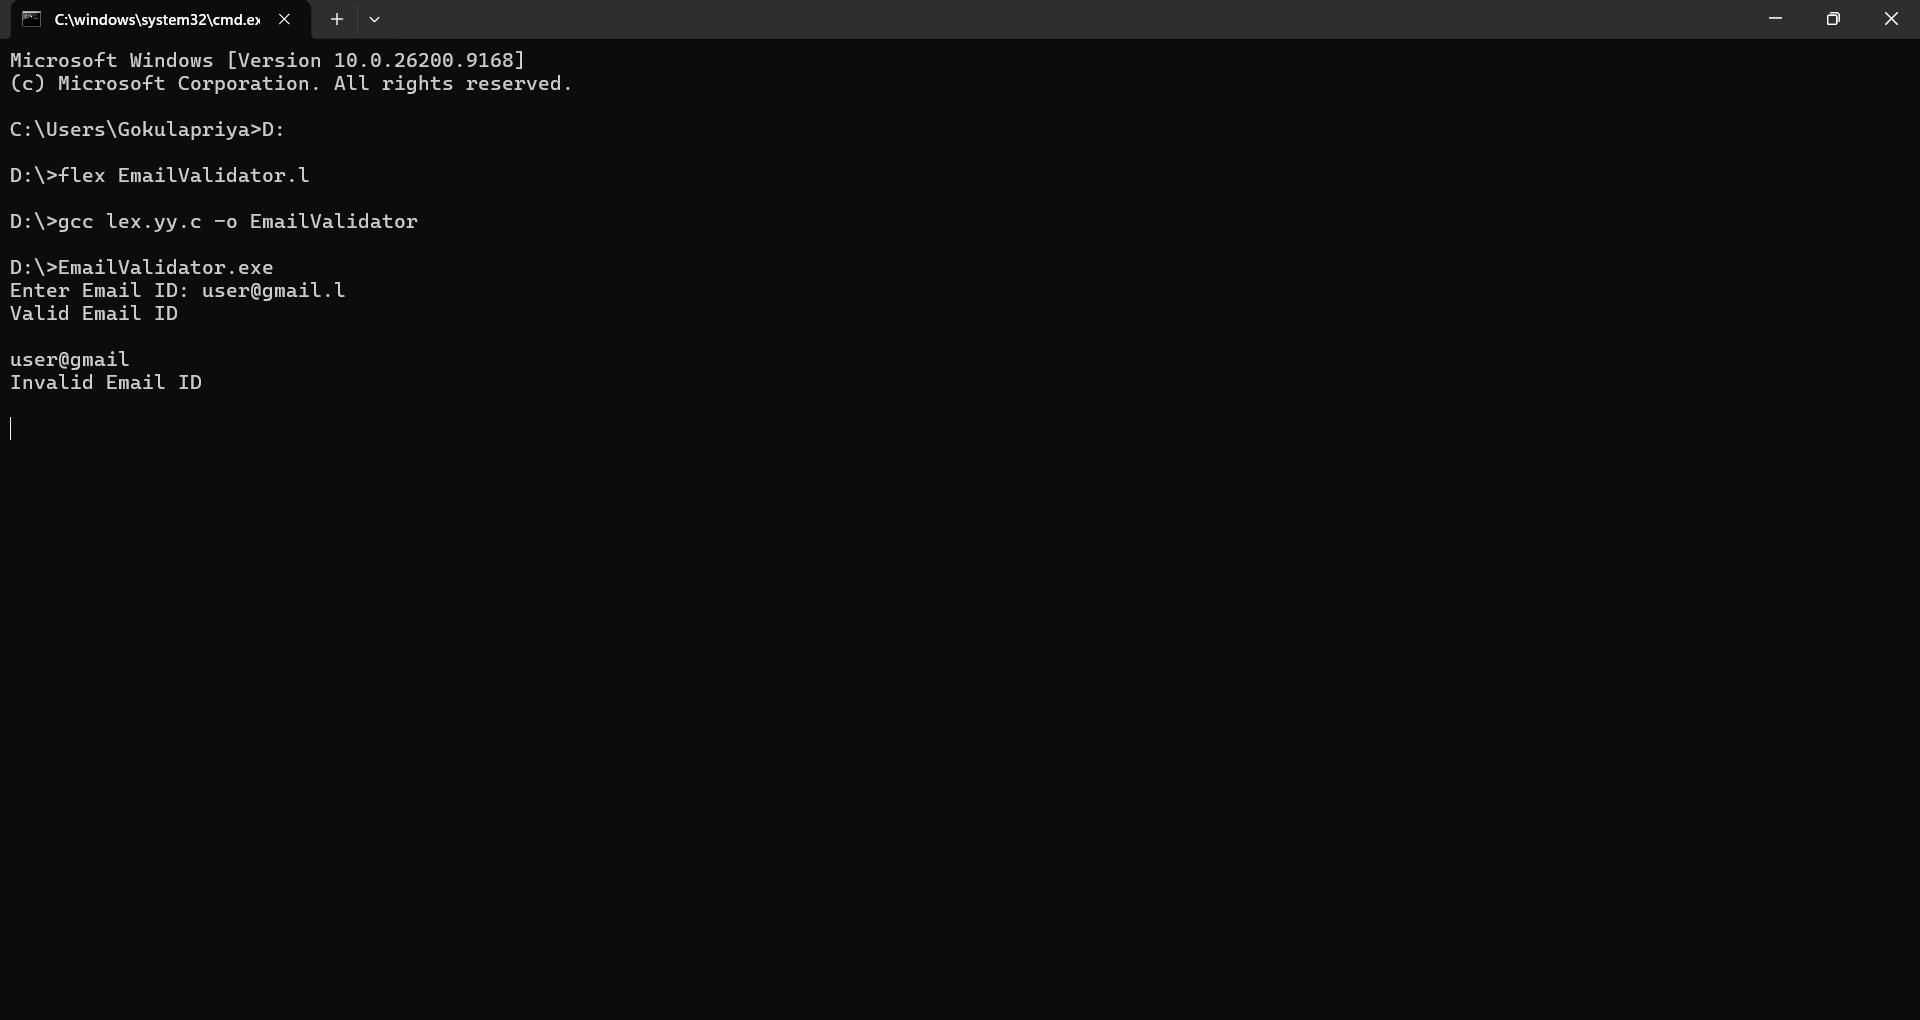 C:\windows\system32\cmd.ex
Microsoft Windows [Version 10.0.26200.9168]
(c) Microsoft Corporation. All rights reserved.
C:\Users\Gokulapriya>D:
D:\>flex EmailValidator.l
D:\>gcc lex.yy.c -o EmailValidator
D:\>EmailValidator.exe
Enter Email ID: user@gmail.l
Valid Email ID
user@gmail
Invalid Email ID